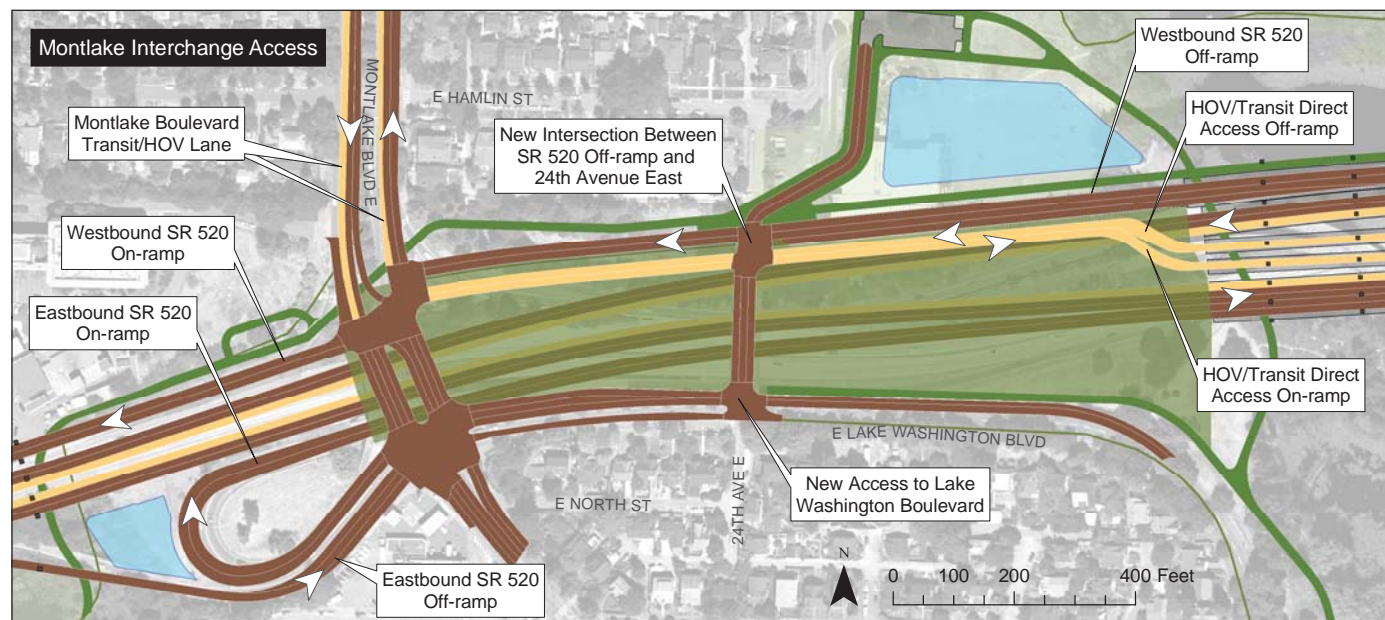 Montlake Interchange Access
Westbound SR 520
Off-ramp
MONTLAKE BLVD E
E HAMLIN ST
HOV/Transit Direct
Access Off-ramp
Montlake Boulevard
Transit/HOV Lane
New Intersection Between
SR 520 Off-ramp and
24th Avenue East
Westbound SR 520
On-ramp
Eastbound SR 520
On-ramp
HOV/Transit Direct
Access On-ramp
E LAKE WASHINGTON BLVD
E NORTH ST
24TH AVE E
New Access to Lake
Washington Boulevard
Eastbound SR 520
Off-ramp
N
0 100 200 400 Feet